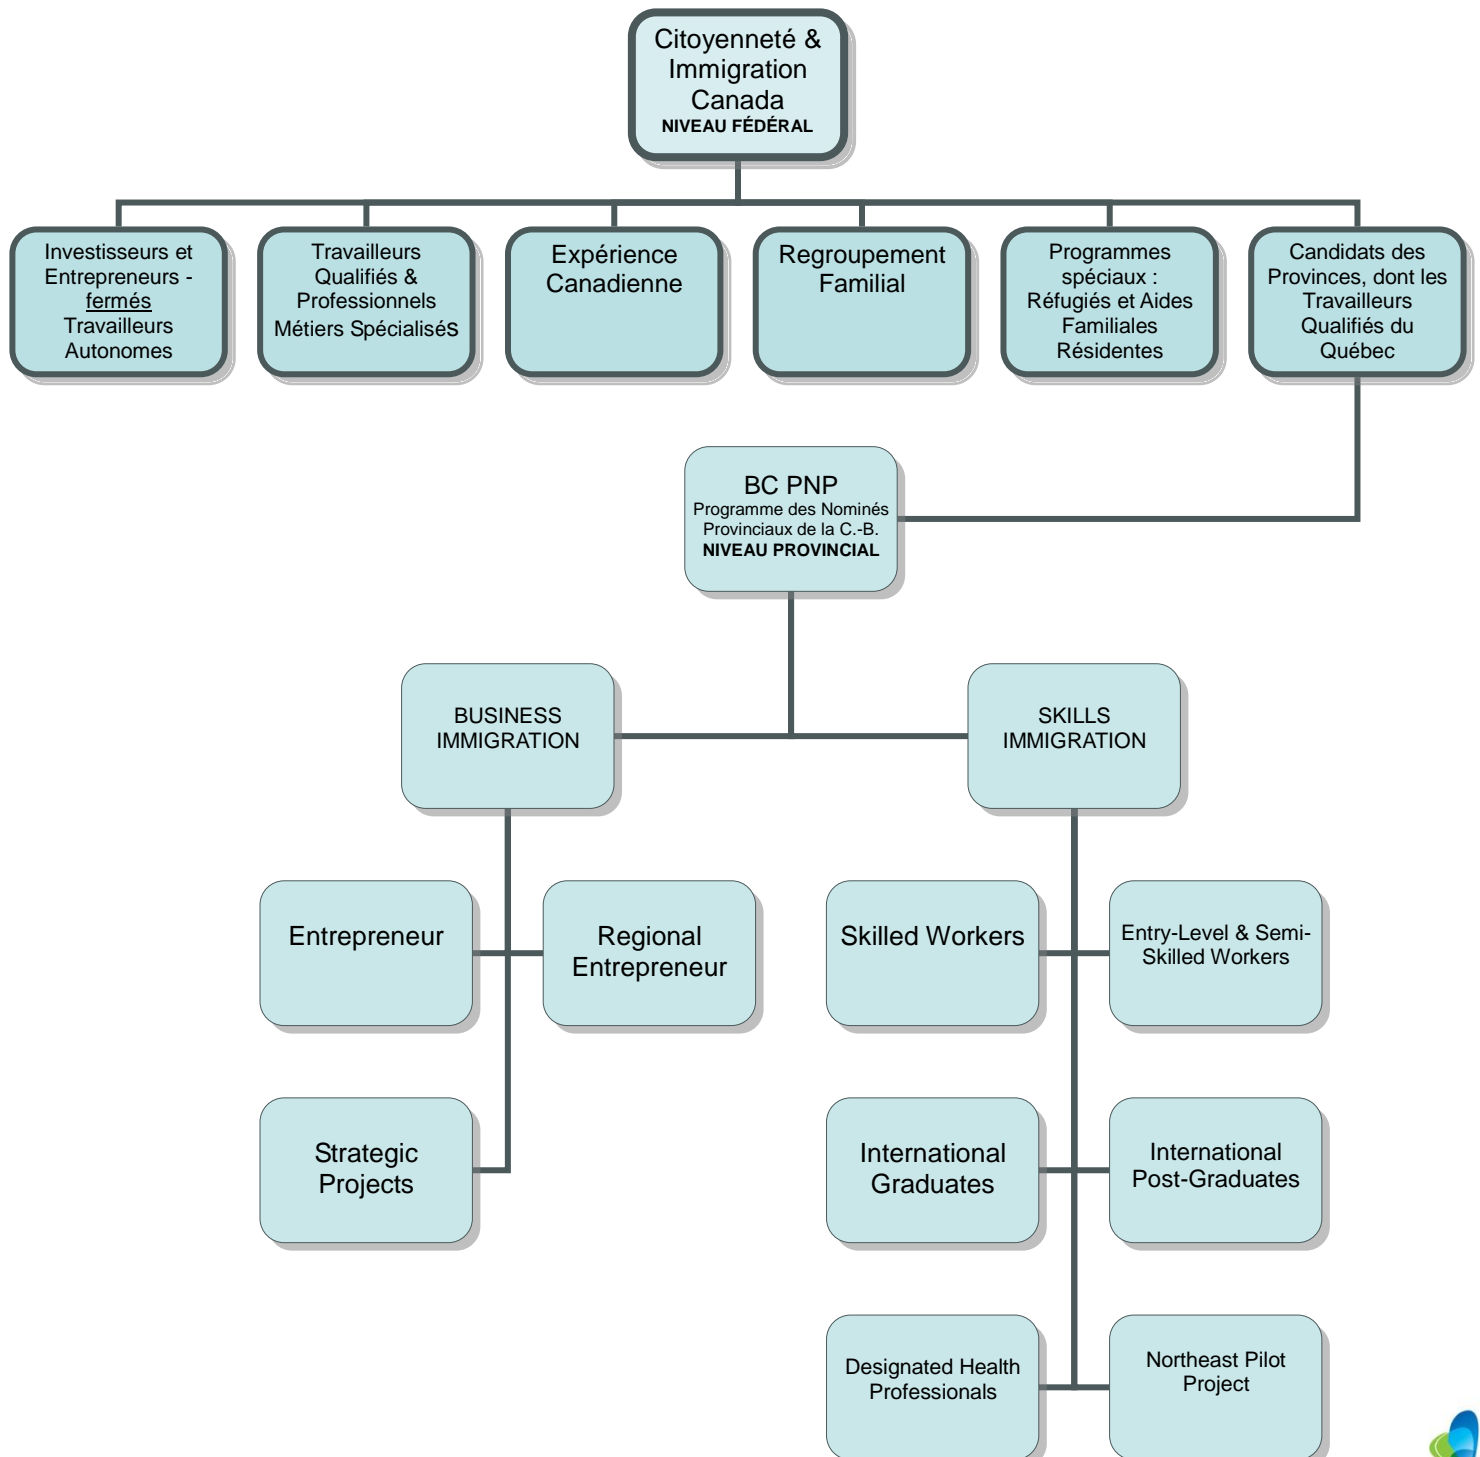 Citoyenneté &
Immigration
Canada
NIVEAU FÉDÉRAL
Investisseurs et
Entrepreneurs -
fermés
Travailleurs
Autonomes
Travailleurs
Qualifiés &
Professionnels
Métiers Spécialisés
Expérience
Canadienne
Regroupement
Familial
Programmes
spéciaux :
Réfugiés et Aides
Familiales
Résidentes
Candidats des
Provinces, dont les
Travailleurs
Qualifiés du
Québec
BC PNP
Programme des Nominés
Provinciaux de la C.-B.
NIVEAU PROVINCIAL
BUSINESS
IMMIGRATION
SKILLS
IMMIGRATION
Entrepreneur
Regional
Entrepreneur
Skilled Workers
Entry-Level & Semi-
Skilled Workers
Strategic
Projects
International
Graduates
International
Post-Graduates
Designated Health
Professionals
Northeast Pilot
Project